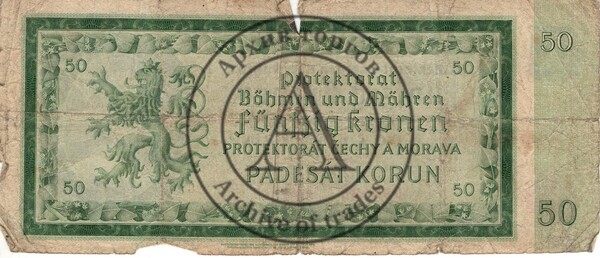 50
50
50
Protektorat
Böhmen und Mähren
Fünfzig kronen
PROTEKTORÁT ČECHY A MORAVA
PADESÁT KORUN
50
50
50
Архив торгов
A
Archive of trades